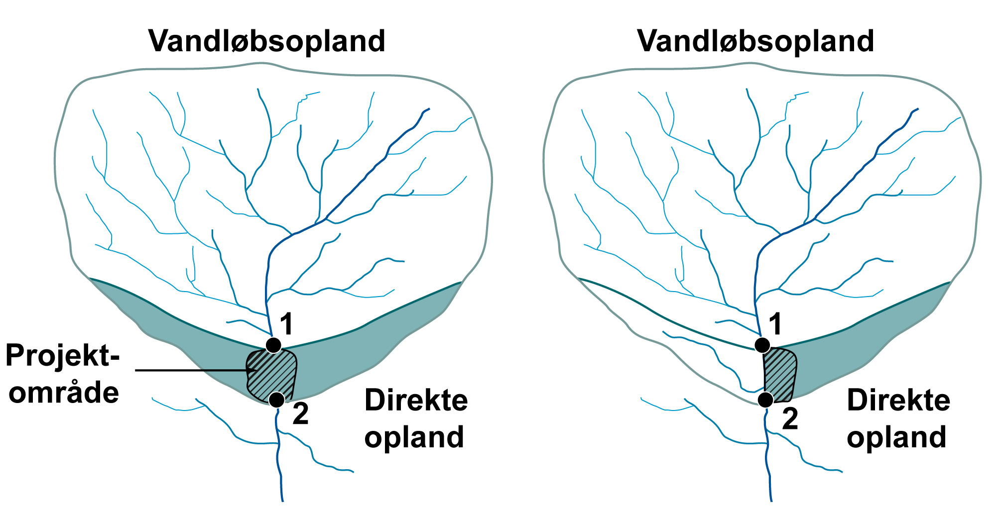 Vandløbsopland
1
Projekt-
område
2
Direkte
opland
Vandløbsopland
1
2
Direkte
opland